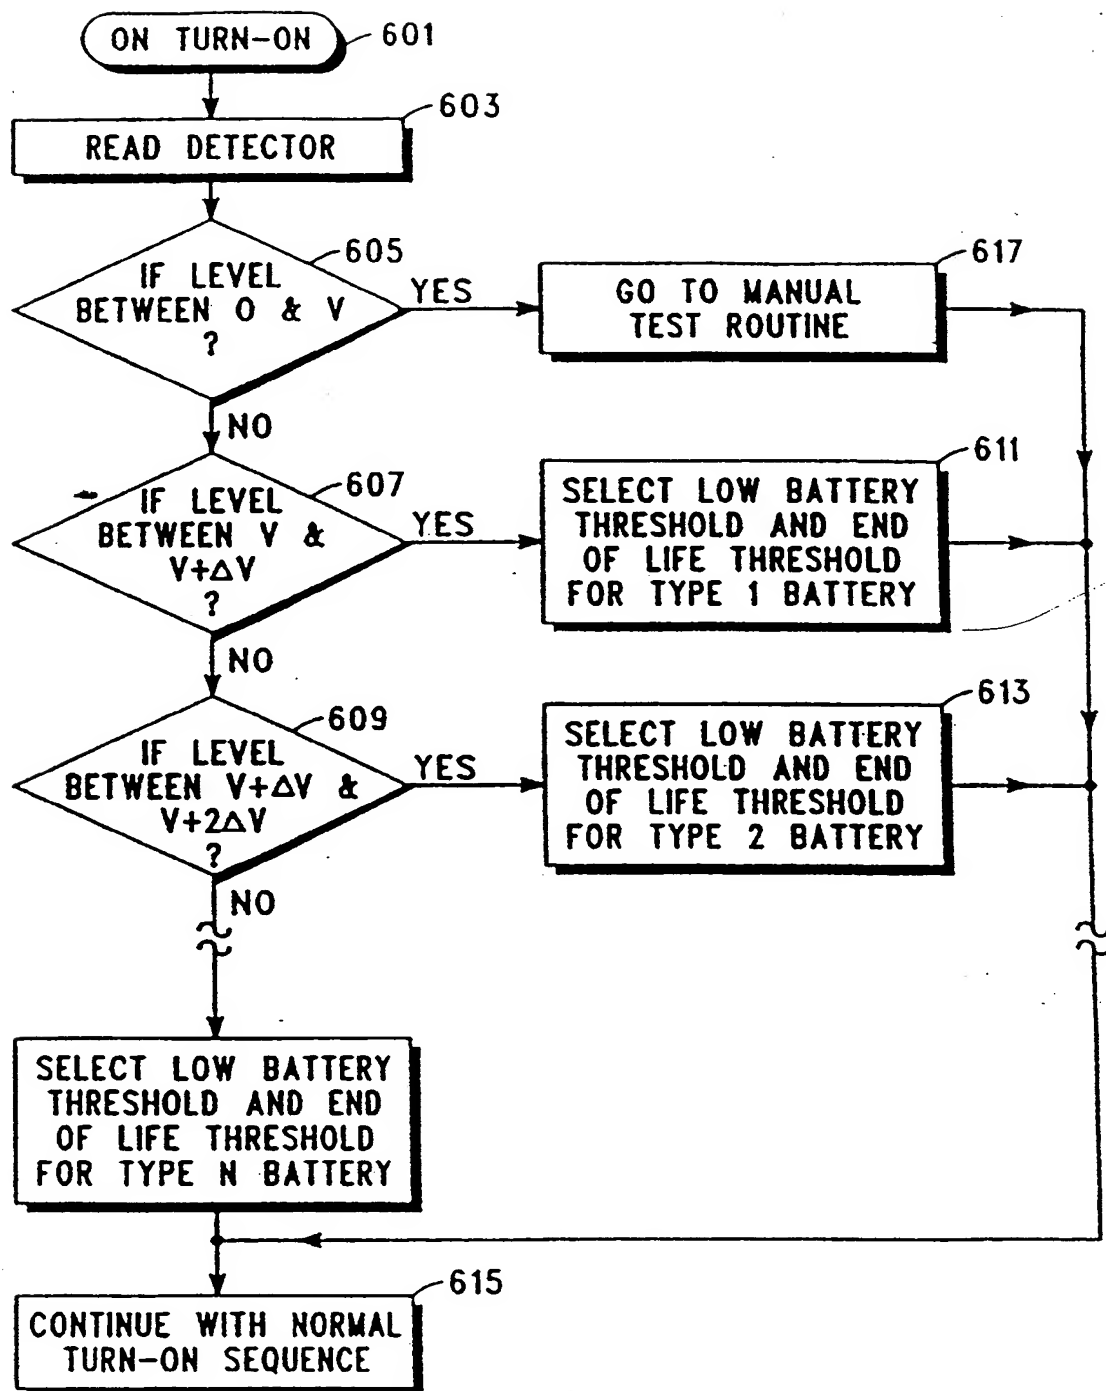 ON TURN-ON
601
603
READ DETECTOR
605
IF LEVEL
BETWEEN 0 & V
?
YES
617
GO TO MANUAL
TEST ROUTINE
NO
607
IF LEVEL
BETWEEN V &
V+△V
?
YES
611
SELECT LOW BATTERY
THRESHOLD AND END
OF LIFE THRESHOLD
FOR TYPE 1 BATTERY
NO
609
IF LEVEL
BETWEEN V+△V &
V+2△V
?
YES
613
SELECT LOW BATTERY
THRESHOLD AND END
OF LIFE THRESHOLD
FOR TYPE 2 BATTERY
NO
SELECT LOW BATTERY
THRESHOLD AND END
OF LIFE THRESHOLD
FOR TYPE N BATTERY
615
CONTINUE WITH NORMAL
TURN-ON SEQUENCE